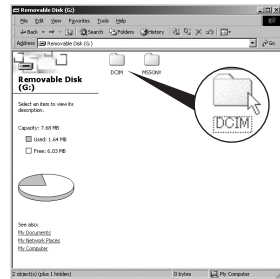 Removable Disk (G:)
File Edit View Favorites Tools Help
Back Search Folders History
Address Removable Disk (G:) Go
DCIM MSSONY
Removable Disk
(G:)
Select an item to view its
description.
Capacity: 7.68 MB
Used: 1.64 MB
Free: 6.03 MB
DCIM
See also:
My Documents
My Network Places
My Computer
2 object(s) (plus 1 hidden) 0 bytes My Computer